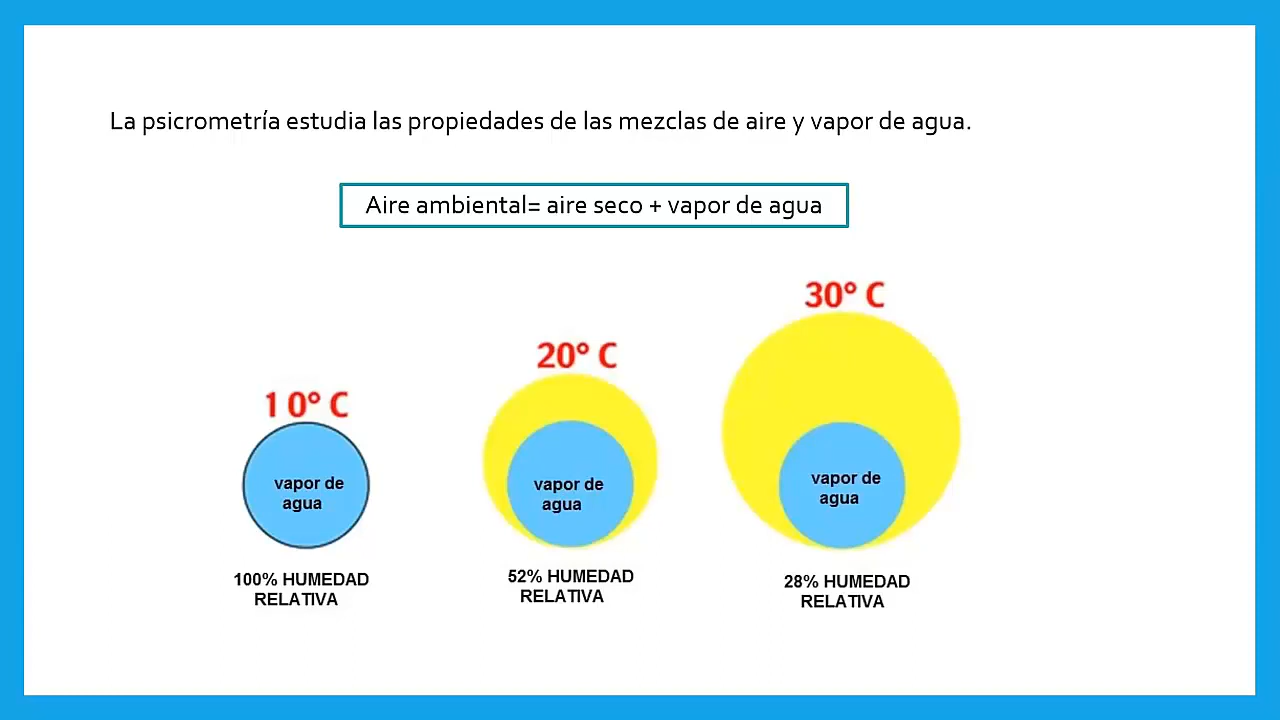 La psicrometría estudia las propiedades de las mezclas de aire y vapor de agua.
Aire ambiental= aire seco + vapor de agua
10° C
vapor de
agua
100% HUMEDAD
RELATIVA
20° C
vapor de
agua
52% HUMEDAD
RELATIVA
30° C
vapor de
agua
28% HUMEDAD
RELATIVA